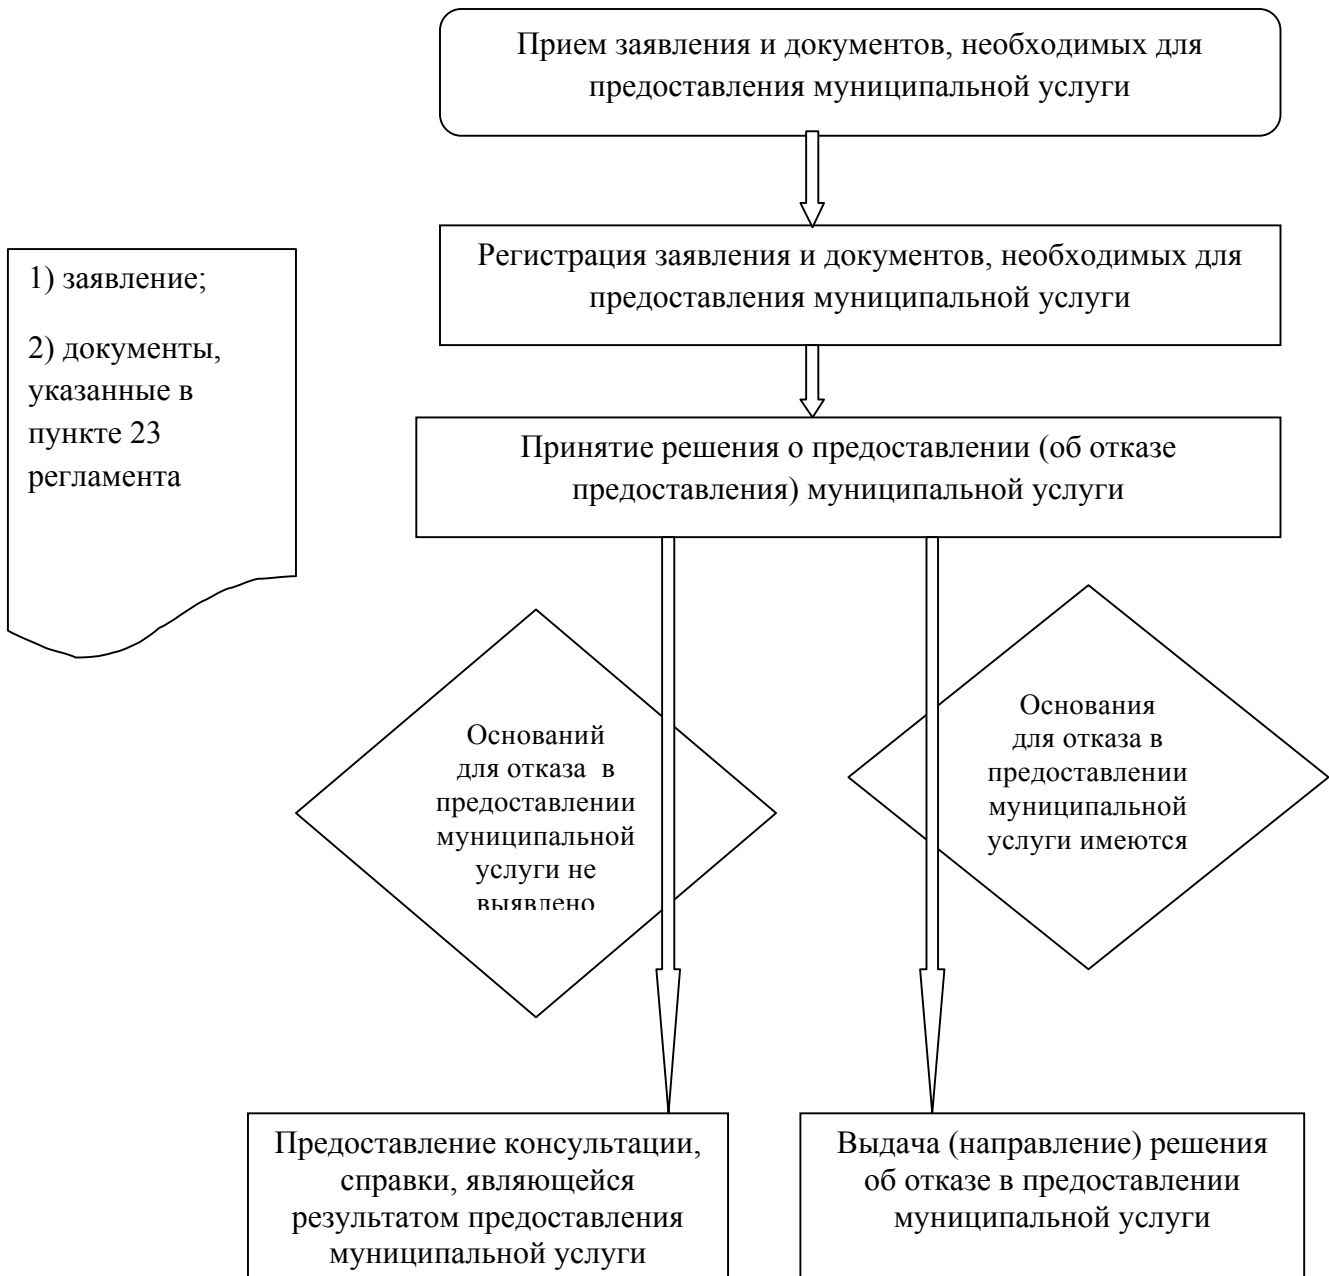 Прием заявления и документов, необходимых для
предоставления муниципальной услуги
Регистрация заявления и документов, необходимых для
предоставления муниципальной услуги
1) заявление;
2) документы,
указанные в
пункте 23
регламента
Принятие решения о предоставлении (об отказе
предоставления) муниципальной услуги
Оснований
для отказа в
предоставлении
муниципальной
услуги не
выявлено
Основания
для отказа в
предоставлении
муниципальной
услуги имеются
Предоставление консультации,
справки, являющейся
результатом предоставления
муниципальной услуги
Выдача (направление) решения
об отказе в предоставлении
муниципальной услуги